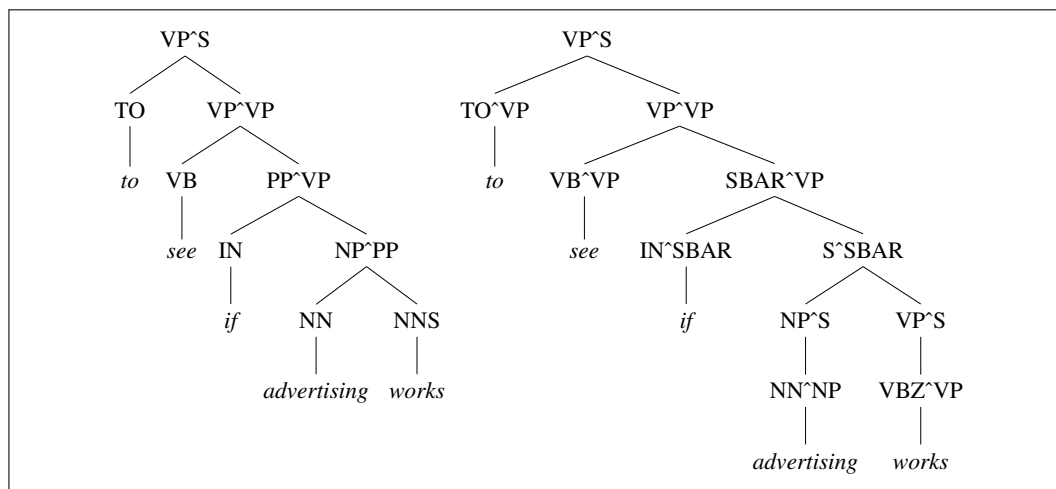 VP^S VP^S
TO VP^VP TO^VP VP^VP
to VB PP^VP to VB^VP SBAR^VP
see IN NP^PP see IN^SBAR S^SBAR
if NN NNS if NP^S VP^S
advertising works NN^NP VBZ^VP
advertising works